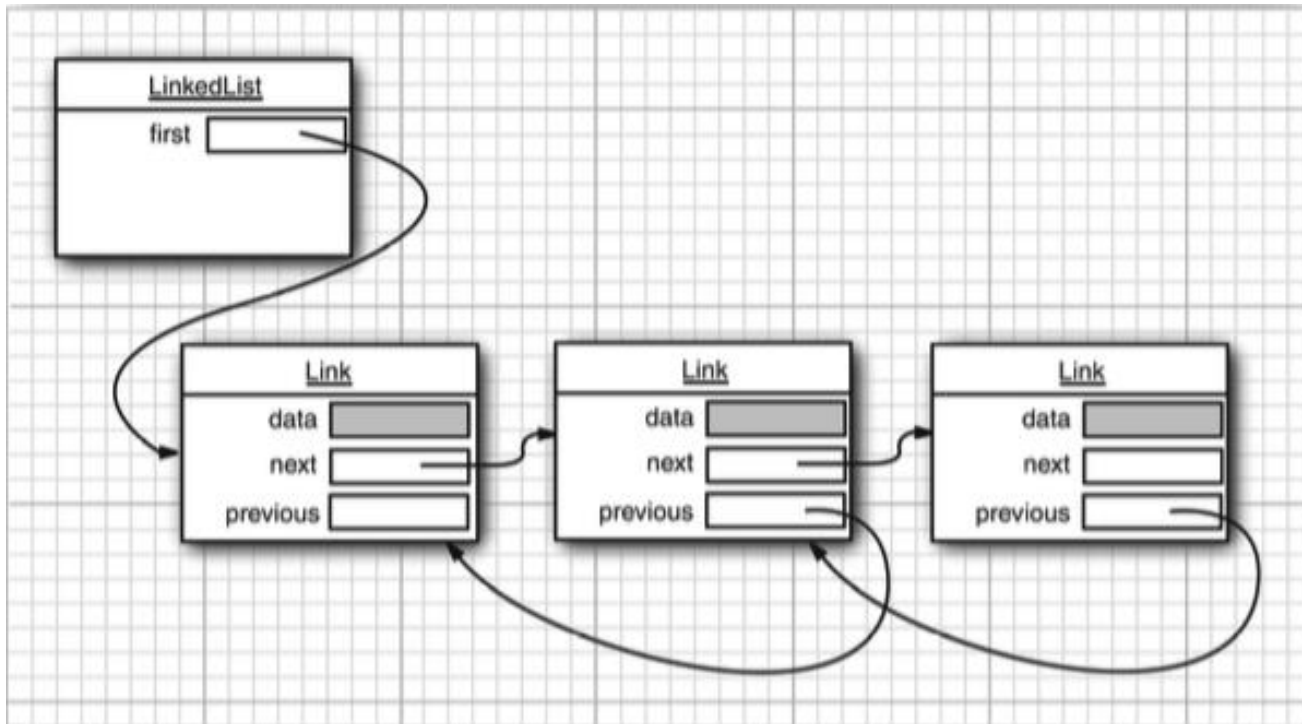 LinkedList
first
Link
data
next
previous
Link
data
next
previous
Link
data
next
previous